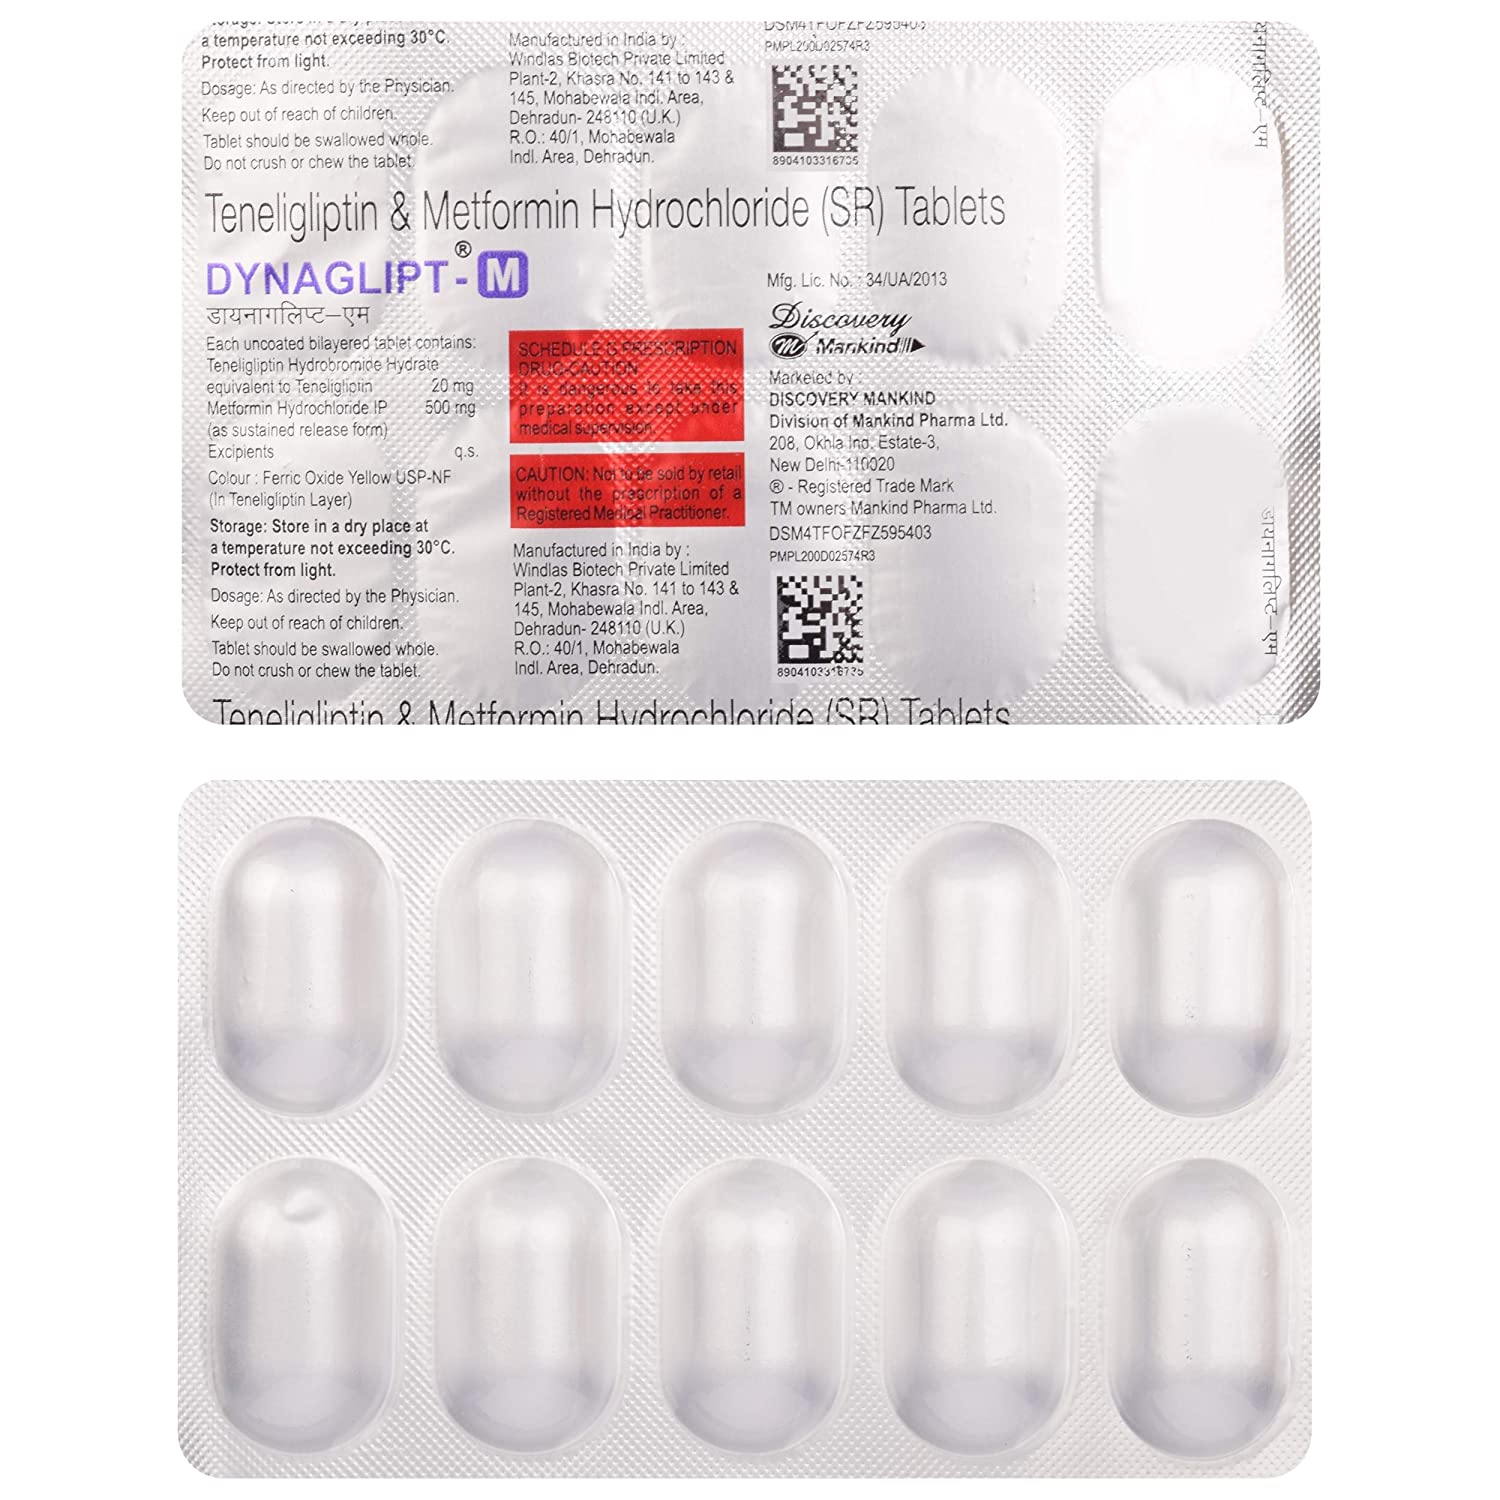 a temperature not exceeding 30°C.
Protect from light.
Dosage: As directed by the Physician.
Keep out of reach of children.
Tablet should be swallowed whole.
Do not crush or chew the tablet.
Manufactured in India by :
Windlas Biotech Private Limited
Plant-2, Khasra No. 141 to 143 &
145, Mohabewala Indl. Area,
Dehradun- 248110 (U.K.)
R.O.: 40/1, Mohabewala
Indl. Area, Dehradun.
DSM4TFOFZFZ595403
PMPL200D02574R3
8904103316735
Teneligliptin & Metformin Hydrochloride (SR) Tablets
DYNAGLIPT®-M
डायनागलिप्ट–एम
Each uncoated bilayered tablet contains:
Teneligliptin Hydrobromide Hydrate
equivalent to Teneligliptin 20 mg
Metformin Hydrochloride IP 500 mg
(as sustained release form)
Excipients q.s.
Colour : Ferric Oxide Yellow USP-NF
(In Teneligliptin Layer)
Storage: Store in a dry place at
a temperature not exceeding 30°C.
Protect from light.
Dosage: As directed by the Physician.
Keep out of reach of children.
Tablet should be swallowed whole.
Do not crush or chew the tablet.
SCHEDULE G PRESCRIPTION
DRUG-CAUTION
It is dangerous to take this
preparation except under
medical supervision.
CAUTION: Not to be sold by retail
without the prescription of a
Registered Medical Practitioner.
Manufactured in India by :
Windlas Biotech Private Limited
Plant-2, Khasra No. 141 to 143 &
145, Mohabewala Indl. Area,
Dehradun- 248110 (U.K.)
R.O.: 40/1, Mohabewala
Indl. Area, Dehradun.
Mfg. Lic. No. : 34/UA/2013
Discovery
Mankind
Marketed by :
DISCOVERY MANKIND
Division of Mankind Pharma Ltd.
208, Okhla Ind. Estate-3,
New Delhi-110020
® - Registered Trade Mark
TM owners Mankind Pharma Ltd.
DSM4TFOFZFZ595403
PMPL200D02574R3
8904103316735
Teneligliptin & Metformin Hydrochloride (SR) Tablets
डायनागलिप्ट–एम